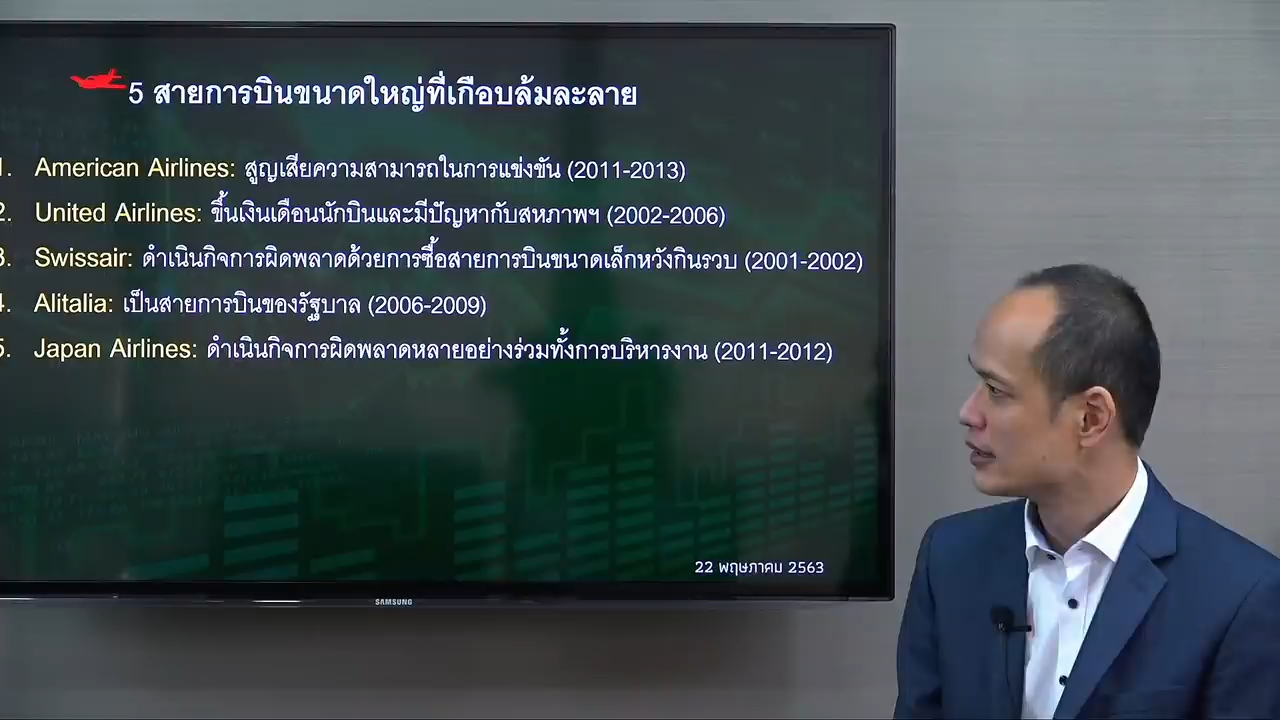 5 สายการบินขนาดใหญ่ที่เกือบล้มละลาย
1. American Airlines: สูญเสียความสามารถในการแข่งขัน (2011-2013)
2. United Airlines: ขึ้นเงินเดือนนักบินและมีปัญหากับสหภาพฯ (2002-2006)
3. Swissair: ดำเนินกิจการผิดพลาดด้วยการซื้อสายการบินขนาดเล็กหวังกินรวบ (2001-2002)
4. Alitalia: เป็นสายการบินของรัฐบาล (2006-2009)
5. Japan Airlines: ดำเนินกิจการผิดพลาดหลายอย่างร่วมทั้งการบริหารงาน (2011-2012)
22 พฤษภาคม 2563
SAMSUNG